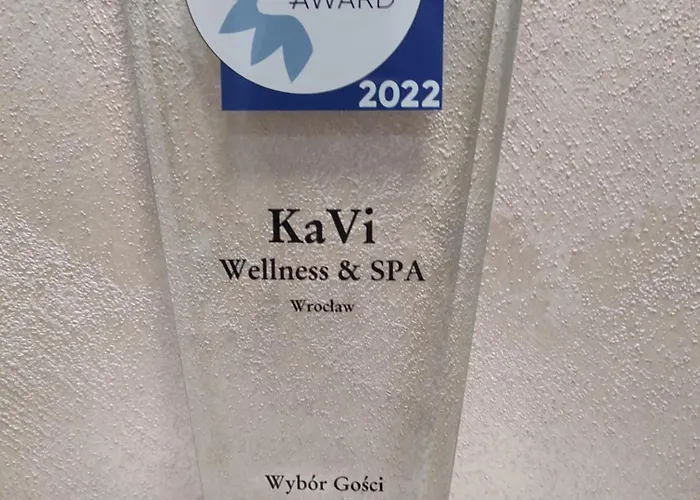 AWARD
2022
KaVi
Wellness & SPA
Wrocław
Wybór Gości